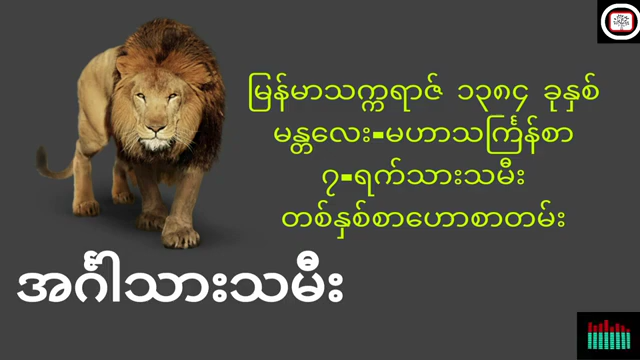 မြန်မာသက္ကရာဇ် ၁၃၈၄ ခုနှစ်
မန္တလေး-မဟာသင်္ကြန်စာ
၇-ရက်သားသမီး
တစ်နှစ်စာဟောစာတမ်း
အင်္ဂါသားသမီး